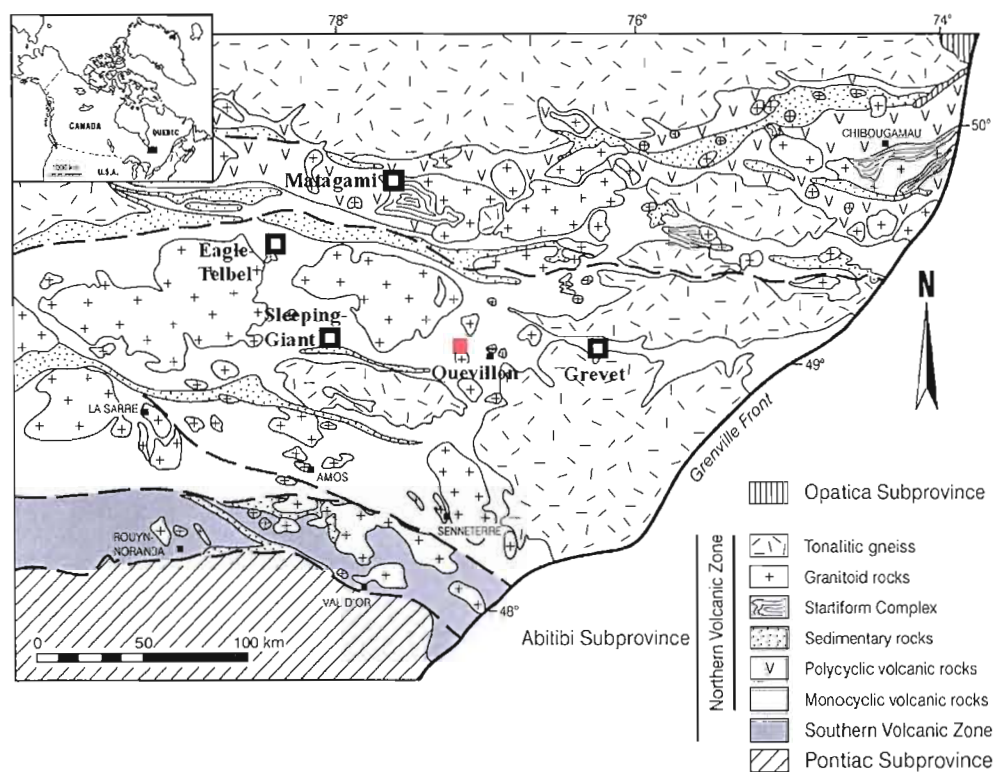 78°
76°
74°
CANADA
QUEBEC
U.S.A.
50°
CHIBOUGAMAU
Matagami
Eagle-
Telbel
N
Sleeping-
Giant
Quevillon
Grevet
49°
LA SARRE
Grenville Front
AMOS
Opatica Subprovince
SENNETERRE
ROUYN-
NORANDA
Tonalitic gneiss
Granitoid rocks
VAL D'OR
48°
Startiform Complex
0 50 100 km
Abitibi Subprovince
Northern Volcanic Zone
Sedimentary rocks
V Polycyclic volcanic rocks
Monocyclic volcanic rocks
Southern Volcanic Zone
Pontiac Subprovince